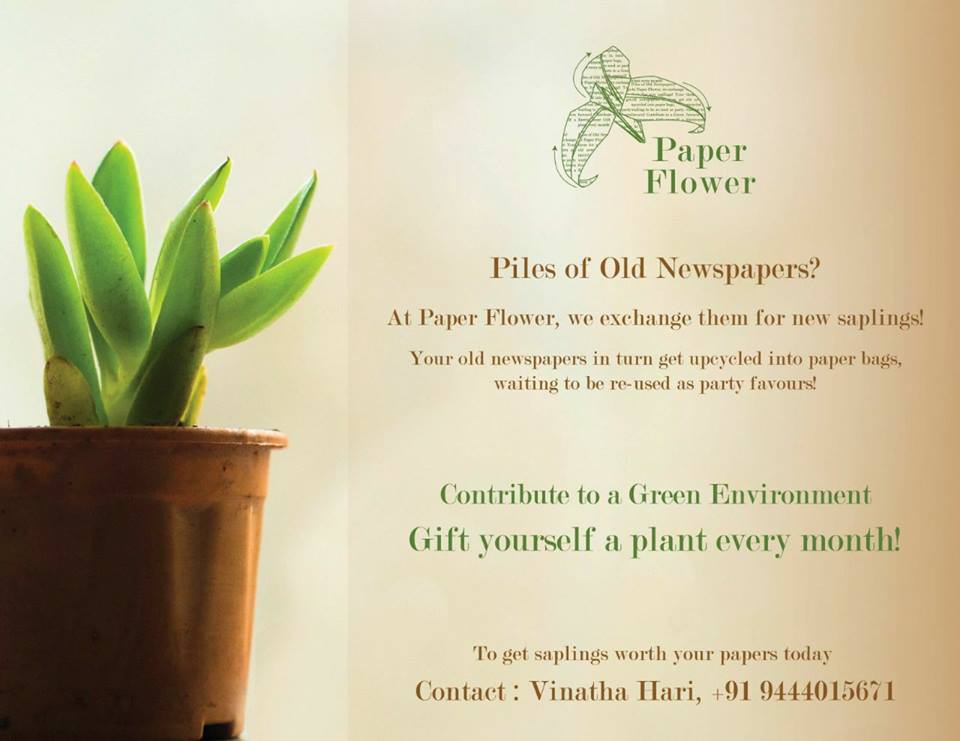 Paper
Flower
Piles of Old Newspapers?
At Paper Flower, we exchange them for new saplings!
Your old newspapers in turn get upcycled into paper bags,
waiting to be re-used as party favours!
Contribute to a Green Environment
Gift yourself a plant every month!
To get saplings worth your papers today
Contact : Vinatha Hari, +91 9444015671